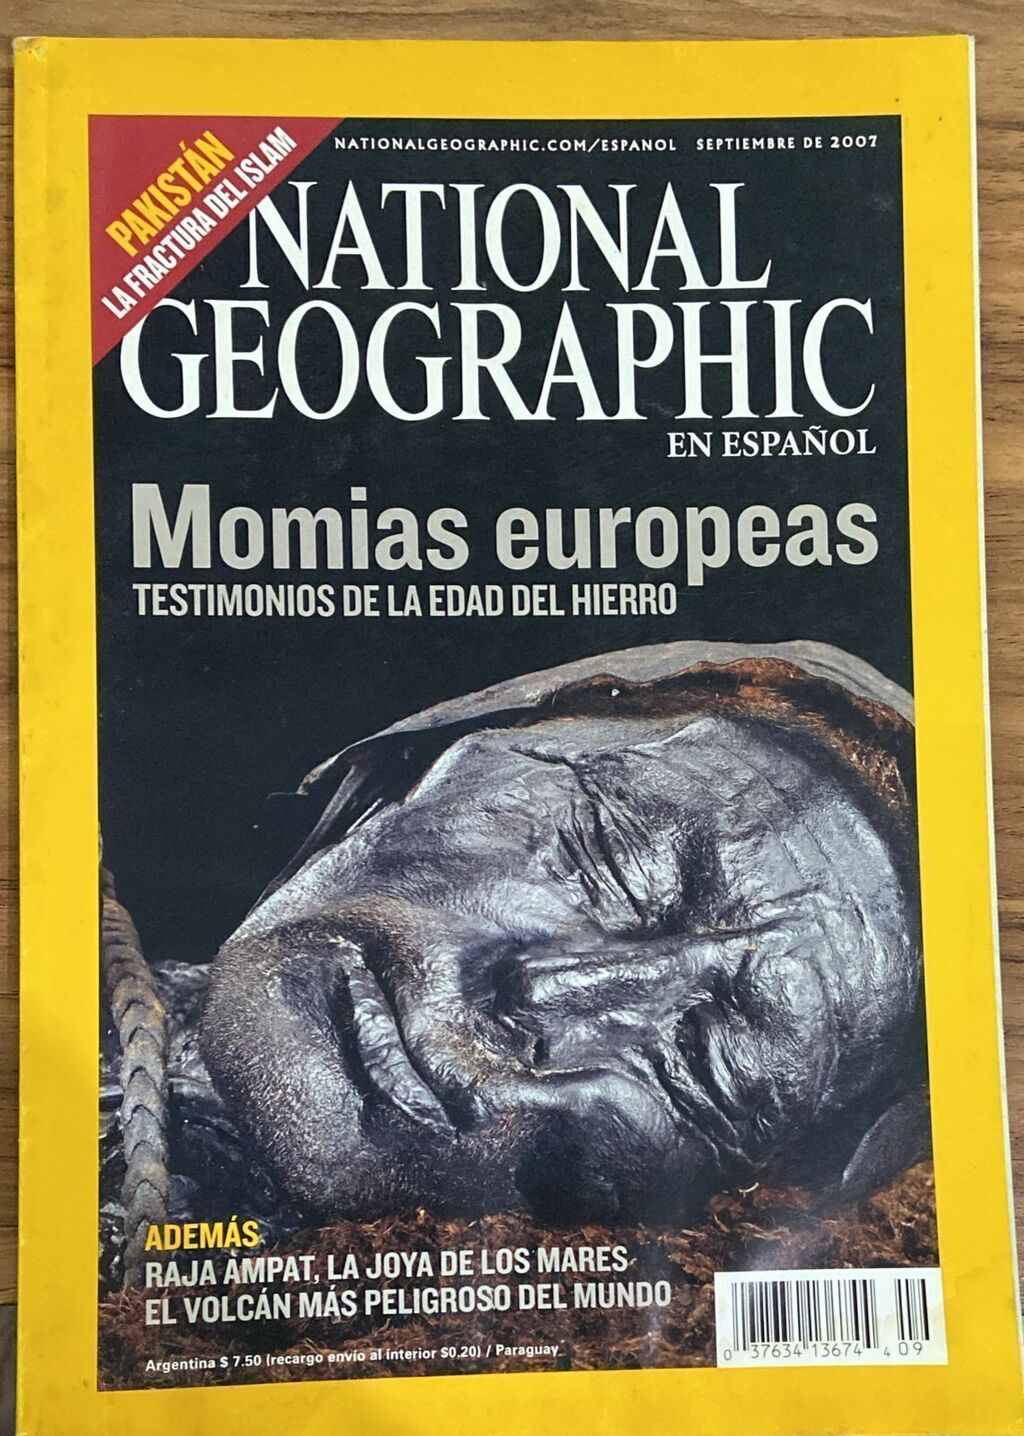 PAKISTÁN
LA FRACTURA DEL ISLAM
NATIONALGEOGRAPHIC.COM/ESPANOL SEPTIEMBRE DE 2007
NATIONAL
GEOGRAPHIC
EN ESPAÑOL
Momias europeas
TESTIMONIOS DE LA EDAD DEL HIERRO
ADEMÁS
RAJA AMPAT, LA JOYA DE LOS MARES
EL VOLCÁN MÁS PELIGROSO DEL MUNDO
Argentina $ 7.50 (recargo envío al interior $0.20) / Paraguay
0 37634 13674 4 09